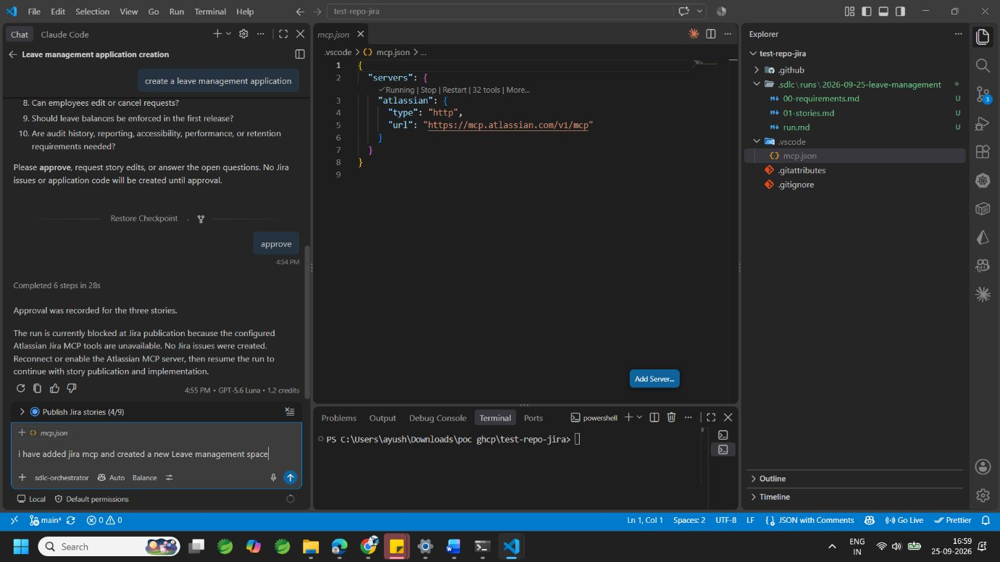 File Edit Selection View Go Run Terminal Help
test-repo-jira
Chat Claude Code
Leave management application creation
create a leave management application
8. Can employees edit or cancel requests?
9. Should leave balances be enforced in the first release?
10. Are audit history, reporting, accessibility, performance, or retention
requirements needed?
Please approve, request story edits, or answer the open questions. No Jira
issues or application code will be created until approval.
Restore Checkpoint
approve
4:54 PM
Completed 6 steps in 28s
Approval was recorded for the three stories.
The run is currently blocked at Jira publication because the configured
Atlassian Jira MCP tools are unavailable. No Jira issues were created.
Reconnect or enable the Atlassian MCP server, then resume the run to
continue with story publication and implementation.
4:55 PM • GPT-5.6 Luna • 1.2 credits
Publish Jira stories (4/9)
mcp.json
i have added jira mcp and created a new Leave management space
sdlc-orchestrator Auto Balance
Local Default permissions
mcp.json
.vscode > {} mcp.json > ...
1 {
2 "servers": {
✓Running | Stop | Restart | 32 tools | More...
3 "atlassian": {
4 "type": "http",
5 "url": "https://mcp.atlassian.com/v1/mcp"
6 }
7 }
8 }
9
Add Server...
Problems Output Debug Console Terminal Ports
powershell
PS C:\Users\ayush\Downloads\poc ghcp\test-repo-jira>
Explorer
test-repo-jira
.github
.sdlc\runs\2026-09-25-leave-management
00-requirements.md U
01-stories.md U
run.md U
.vscode
{} mcp.json
.gitattributes
.gitignore
Outline
Timeline
3
main* 0 0
Ln 1, Col 1 Spaces: 2 UTF-8 LF {} JSON with Comments Go Live Prettier
Search
ENG
IN
16:59
25-09-2026